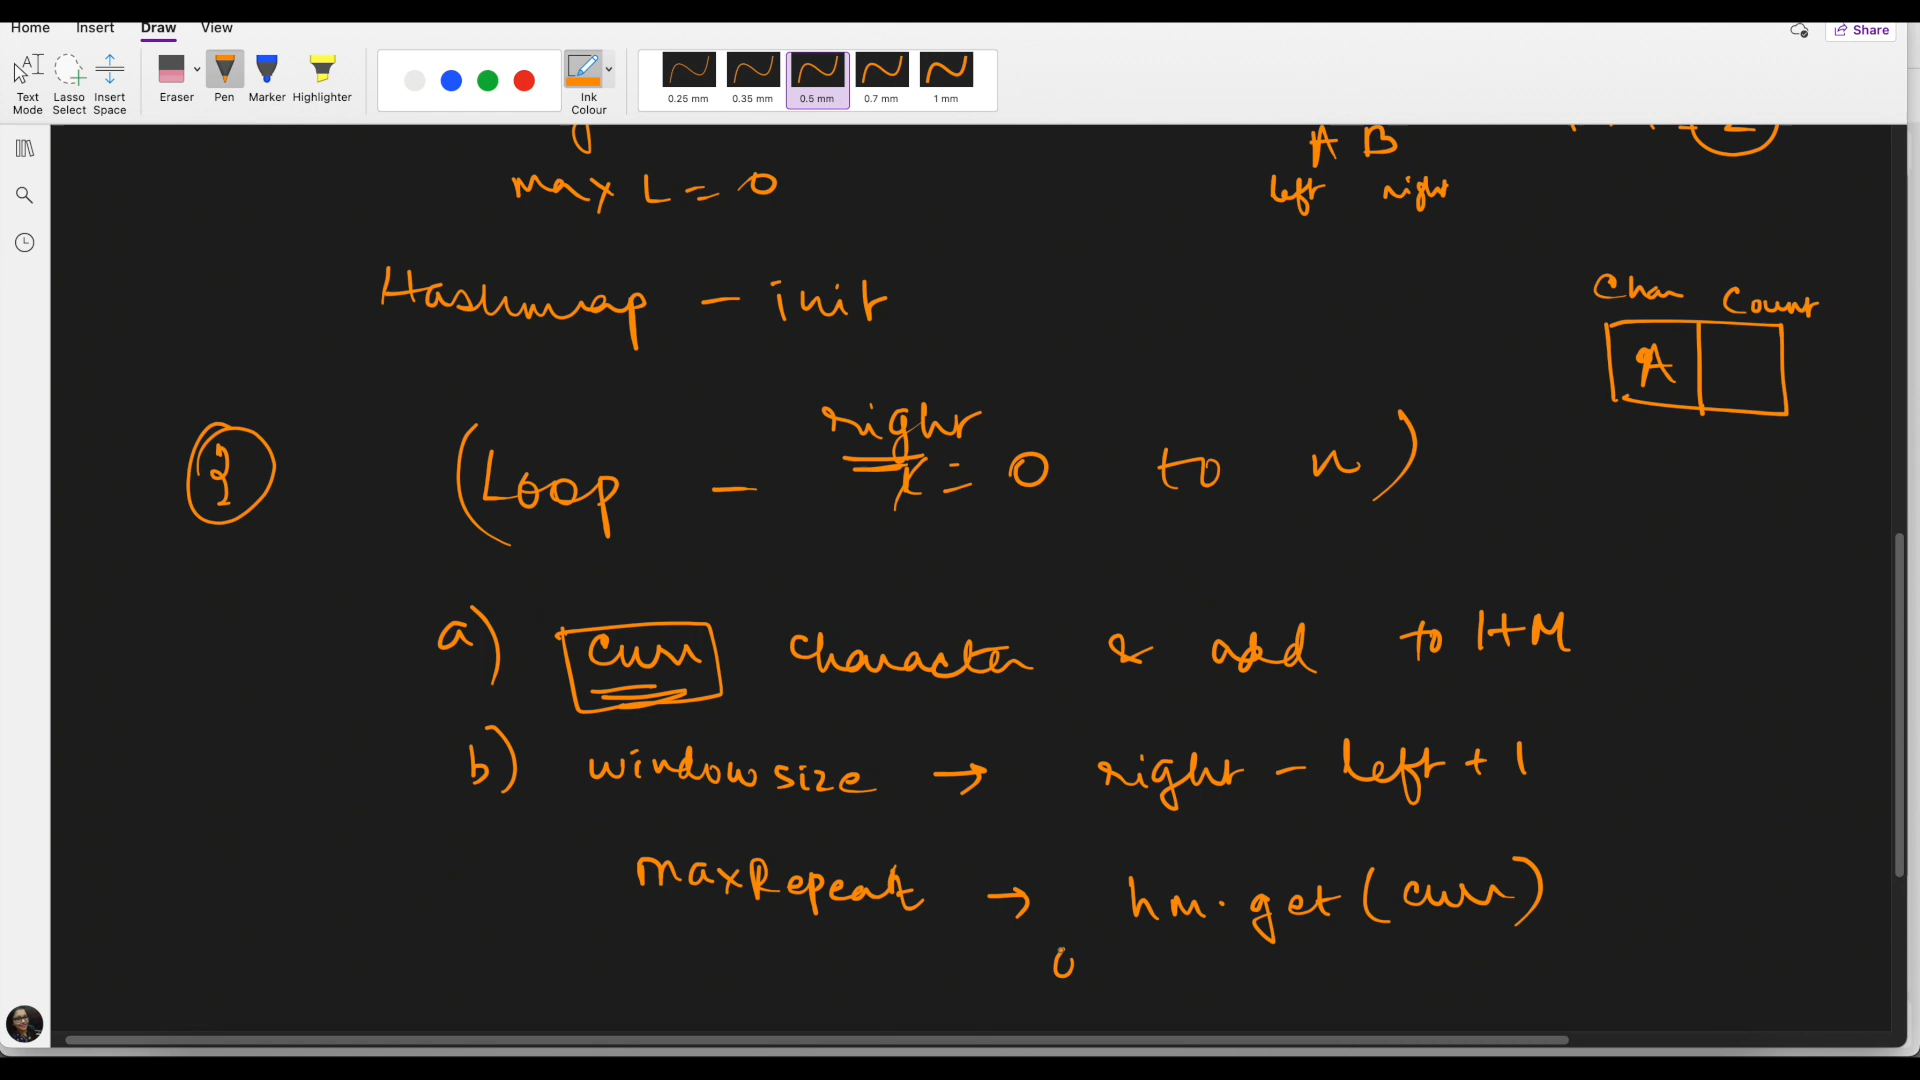 Home Insert Draw View
Share
Text Mode
Lasso Select
Insert Space
Eraser
Pen
Marker
Highlighter
Ink Colour
0.25 mm
0.35 mm
0.5 mm
0.7 mm
1 mm
A B
left right
max L = 0
Hashmap - init
Char Count
A
right
3 (Loop - i = 0 to n)
a) curr character & add to HM
b) windowsize → right - left + 1
maxRepeat → hm.get(curr)
0